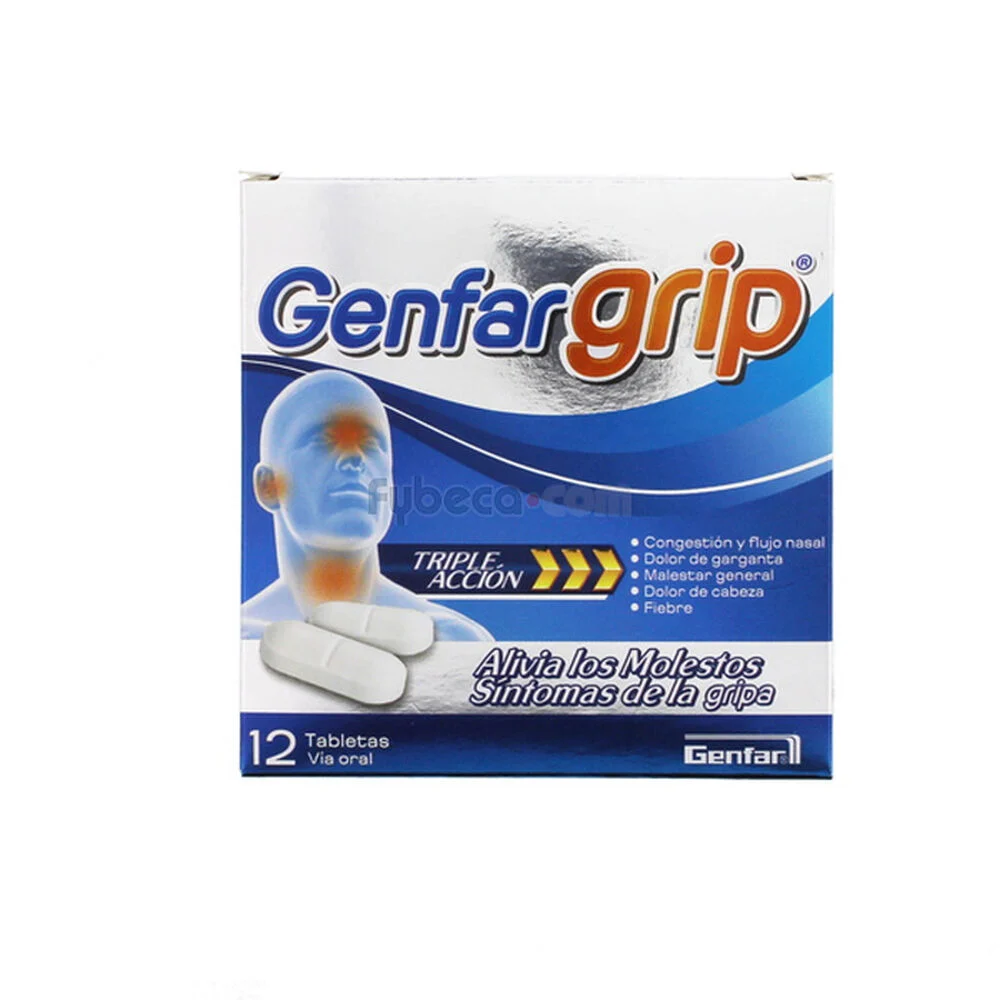 Genfargrip®
fybeca.com
TRIPLE
ACCIÓN
• Congestión y flujo nasal
• Dolor de garganta
• Malestar general
• Dolor de cabeza
• Fiebre
Alivia los Molestos
Síntomas de la gripa
12 Tabletas
Vía oral
Genfar®